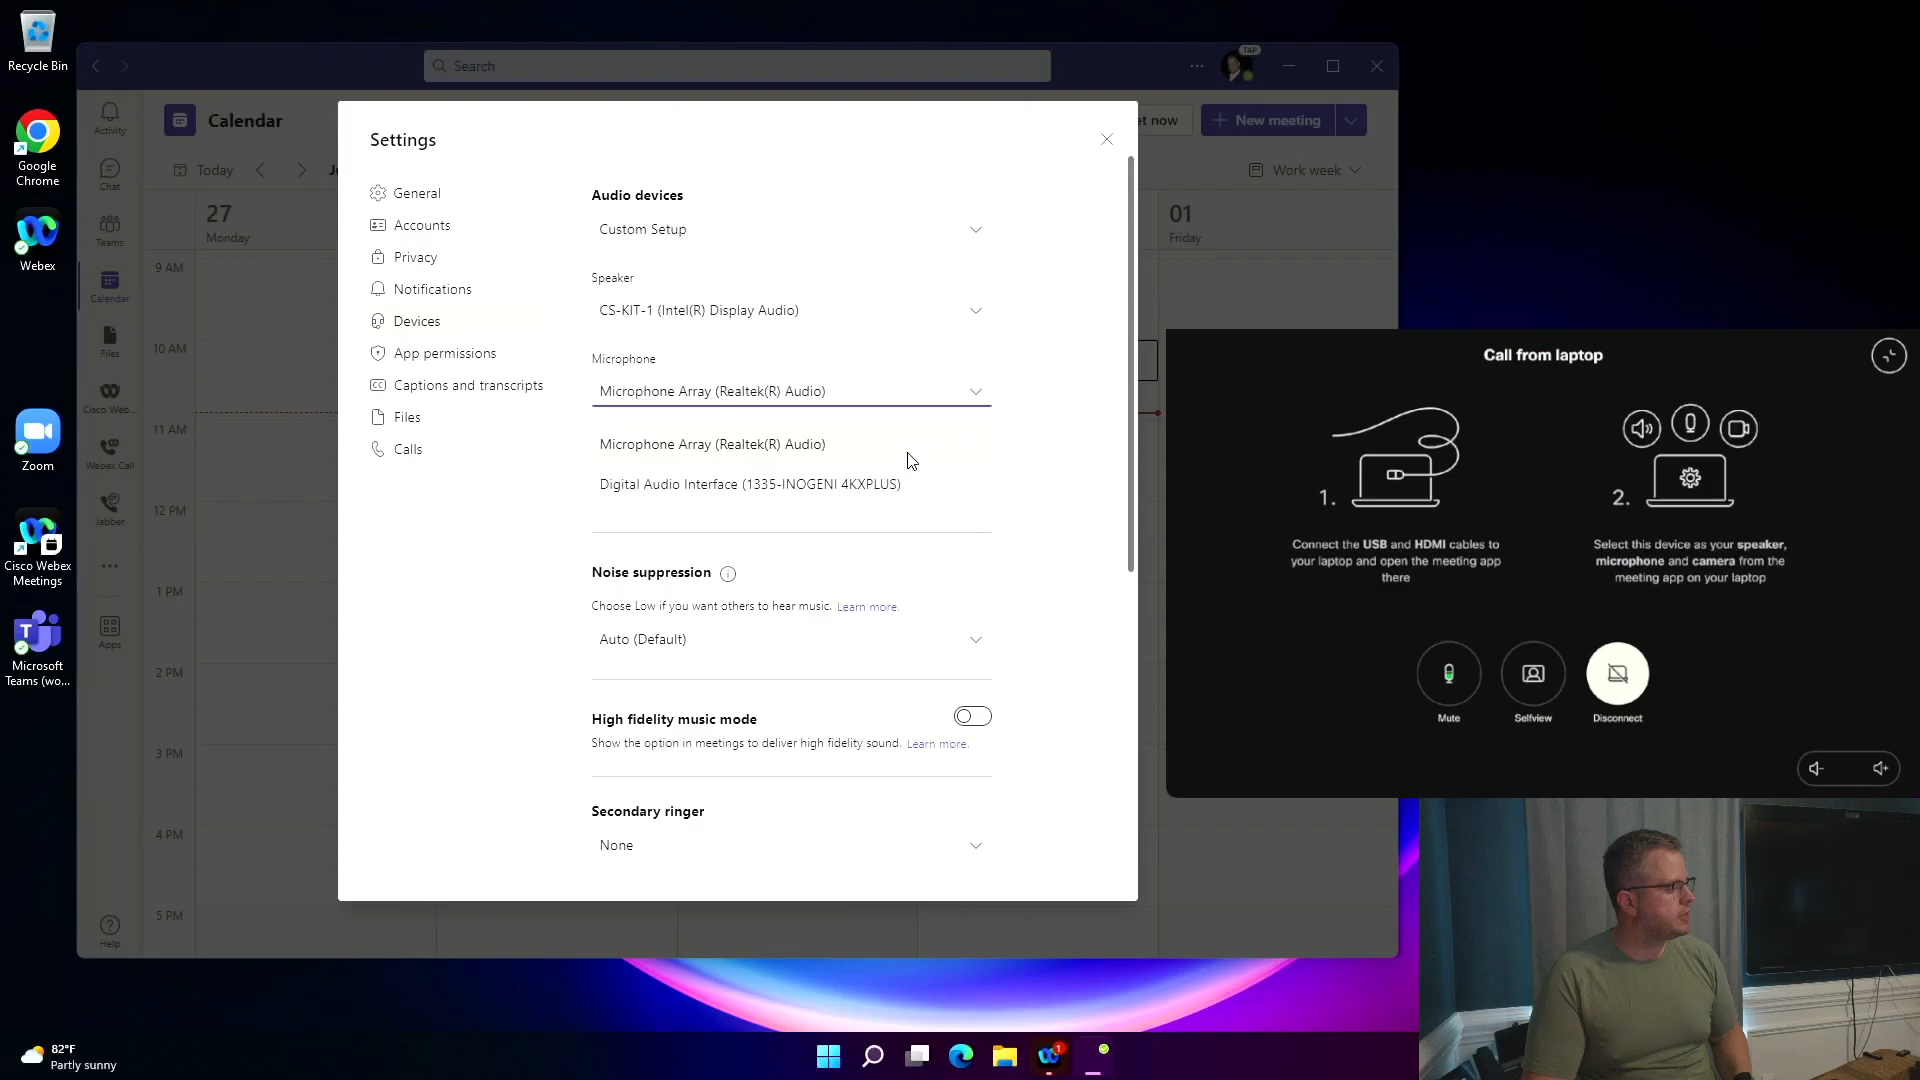 Recycle Bin
Google
Chrome
Webex
Zoom
Cisco Webex
Meetings
Microsoft
Teams (wo...
Search
TAP
Activity
Chat
Teams
Calendar
Files
Cisco Web...
Webex Call
Jabber
Apps
Help
Calendar
New meeting
Today
Work week
27
Monday
01
Friday
9 AM
10 AM
11 AM
12 PM
1 PM
2 PM
3 PM
4 PM
5 PM
Settings
General
Accounts
Privacy
Notifications
Devices
App permissions
Captions and transcripts
Files
Calls
Audio devices
Custom Setup
Speaker
CS-KIT-1 (Intel(R) Display Audio)
Microphone
Microphone Array (Realtek(R) Audio)
Microphone Array (Realtek(R) Audio)
Digital Audio Interface (1335-INOGENI 4KXPLUS)
Noise suppression
Choose Low if you want others to hear music. Learn more.
Auto (Default)
High fidelity music mode
Show the option in meetings to deliver high fidelity sound. Learn more.
Secondary ringer
None
Call from laptop
1.
Connect the USB and HDMI cables to
your laptop and open the meeting app
there
2.
Select this device as your speaker,
microphone and camera from the
meeting app on your laptop
Mute
Selfview
Disconnect
82°F
Partly sunny
1